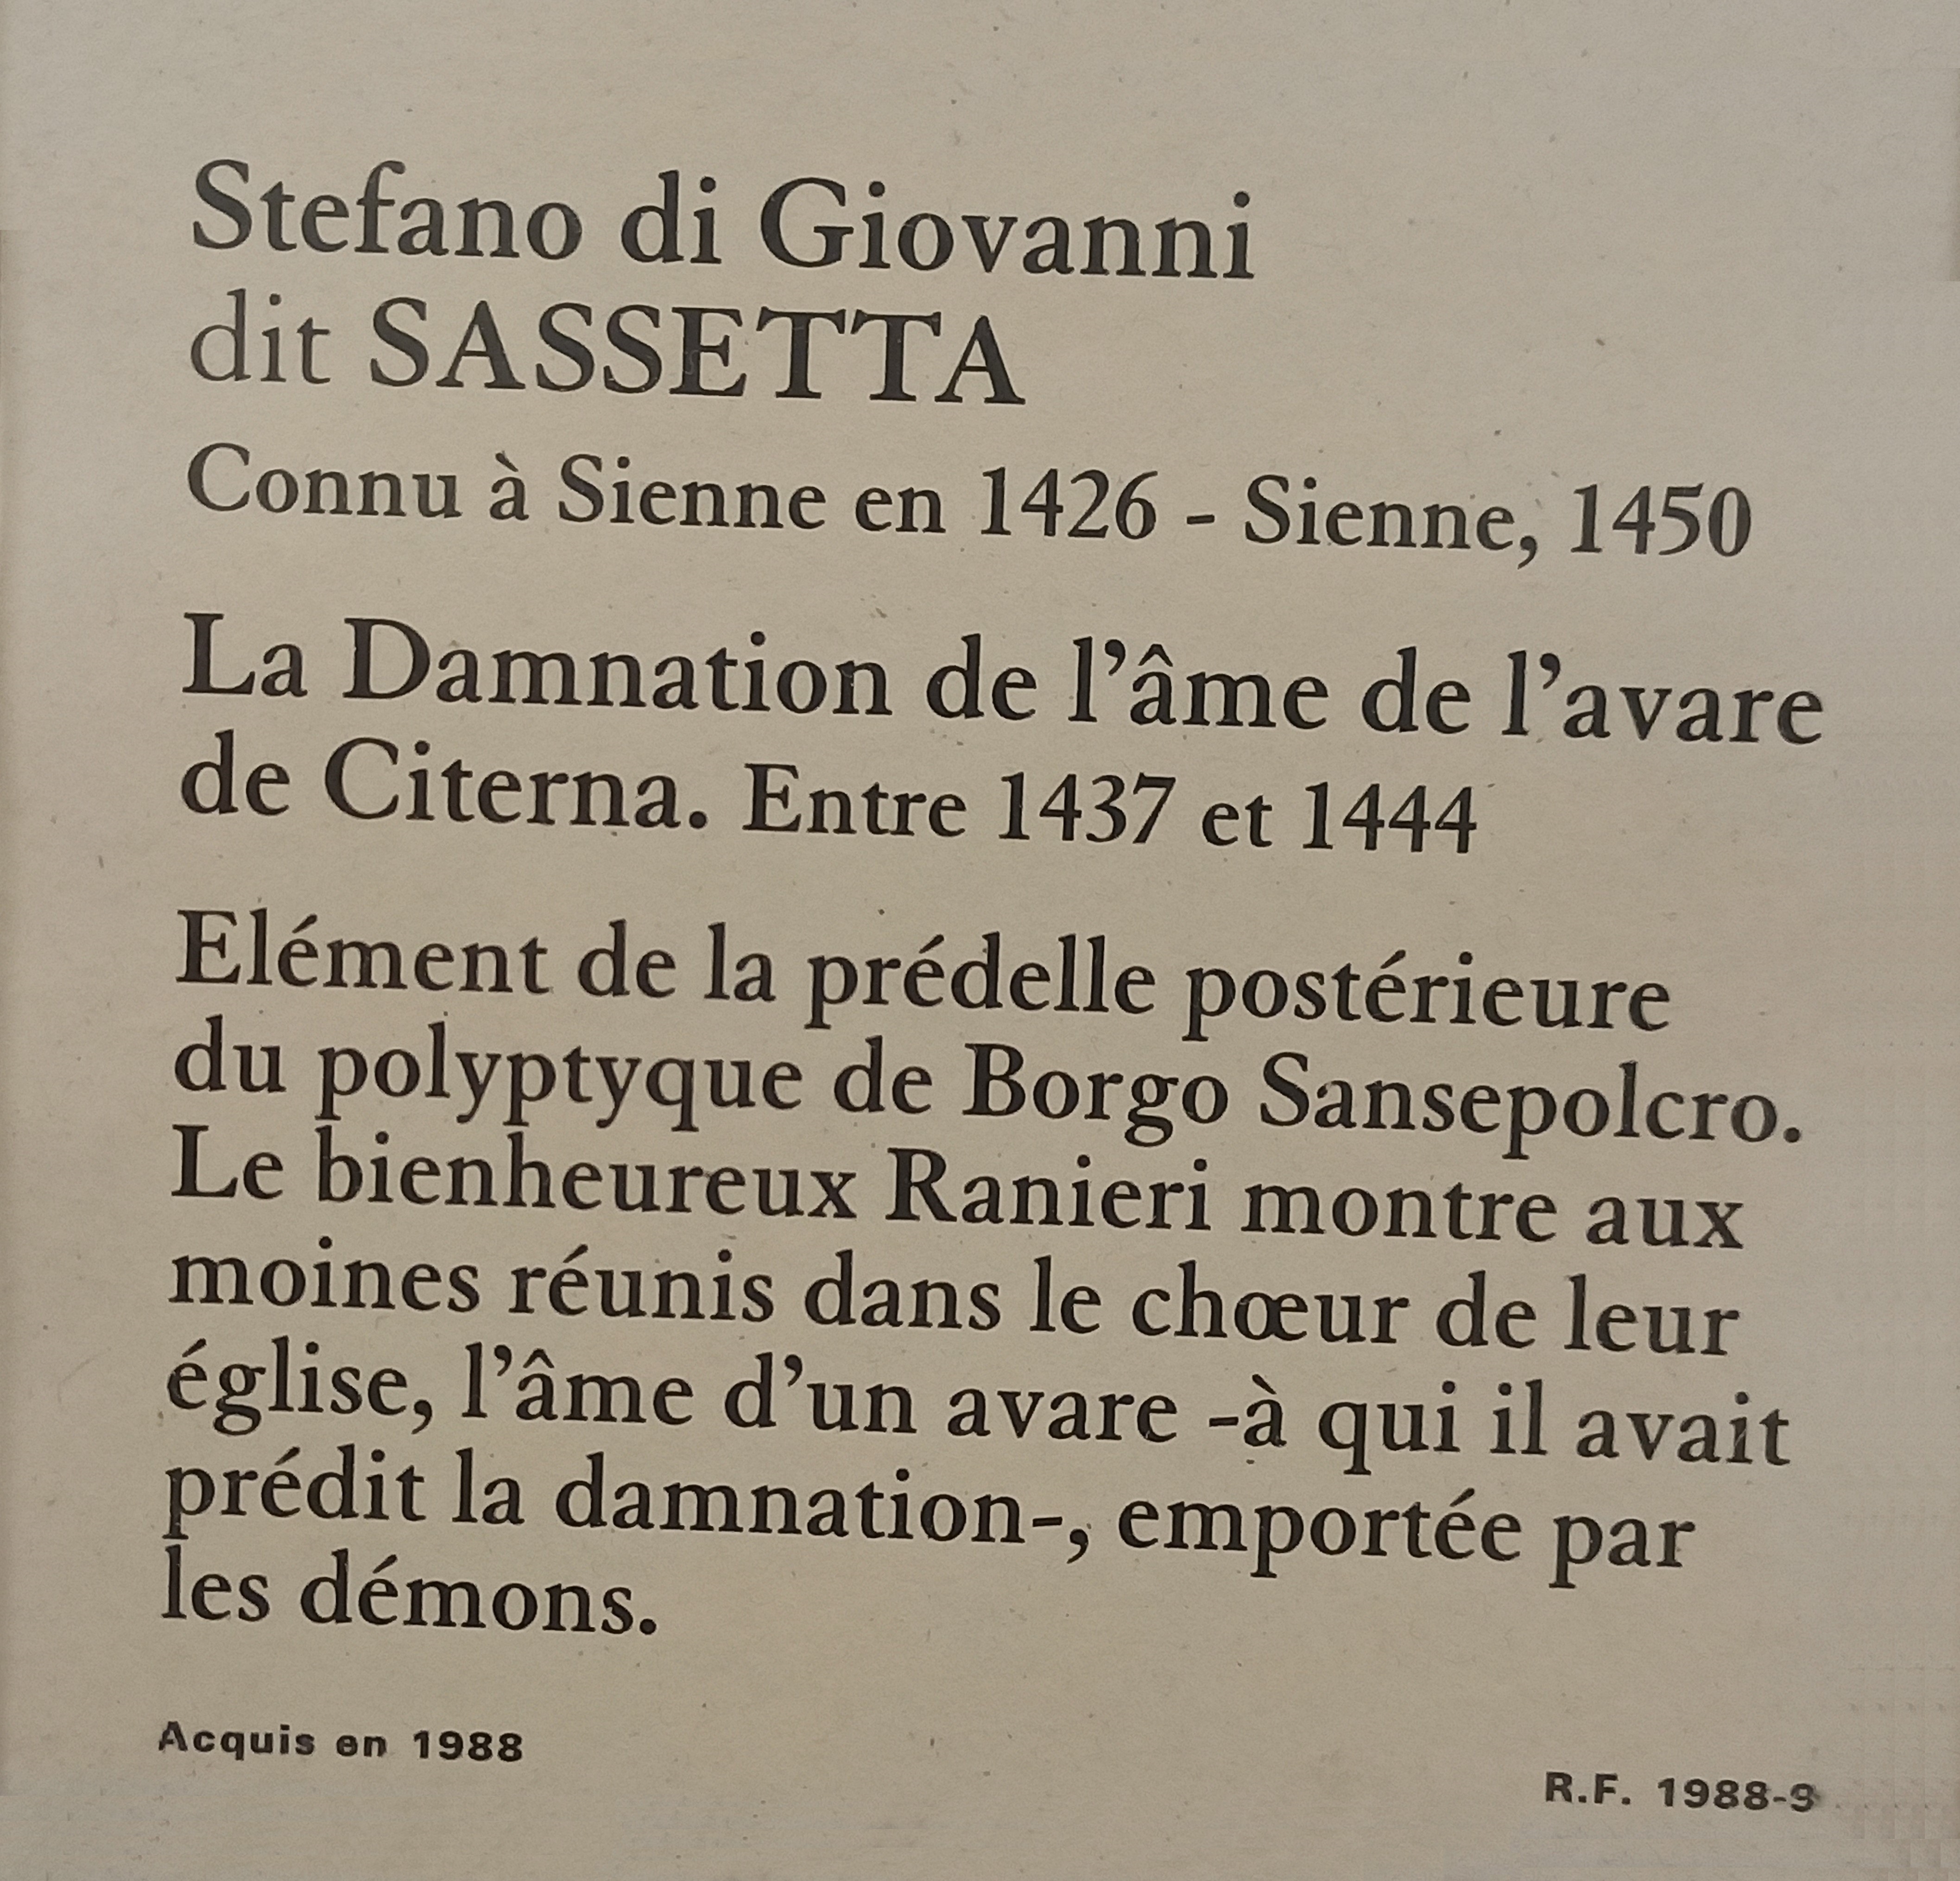 Stefano di Giovanni
dit SASSETTA
Connu à Sienne en 1426 - Sienne, 1450
La Damnation de l’âme de l’avare
de Citerna. Entre 1437 et 1444
Elément de la prédelle postérieure
du polyptyque de Borgo Sansepolcro.
Le bienheureux Ranieri montre aux
moines réunis dans le chœur de leur
église, l’âme d’un avare -à qui il avait
prédit la damnation-, emportée par
les démons.
Acquis en 1988
R.F. 1988-9